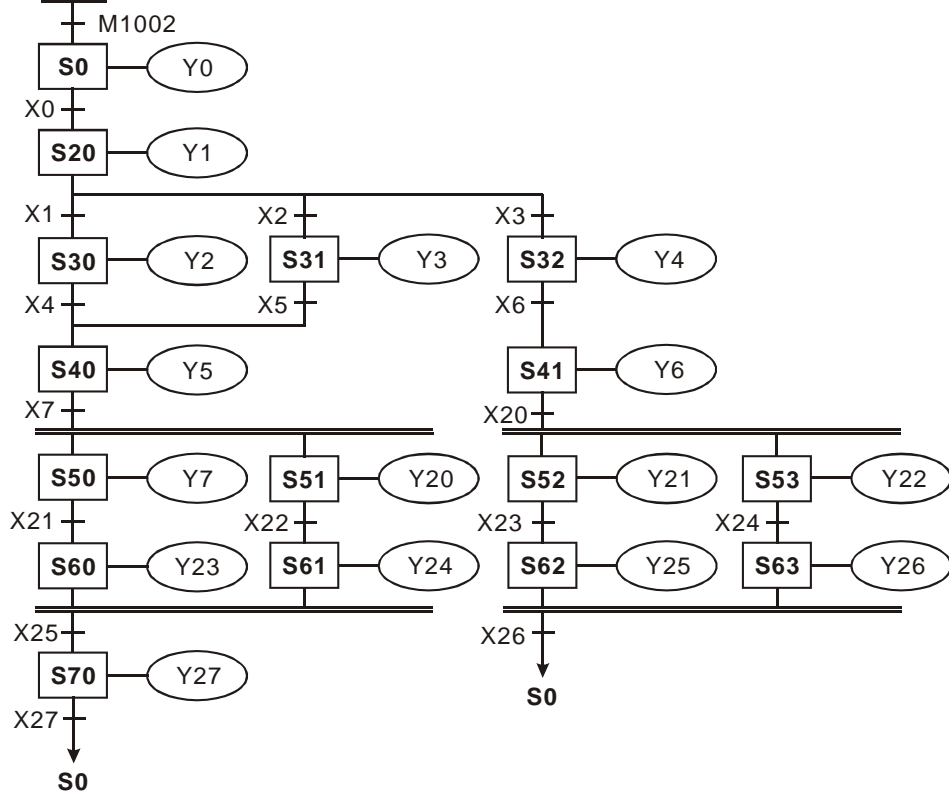 M1002
S0 Y0
X0
S20 Y1
X1 X2 X3
S30 Y2 S31 Y3 S32 Y4
X4 X5 X6
S40 Y5 S41 Y6
X7 X20
S50 Y7 S51 Y20 S52 Y21 S53 Y22
X21 X22 X23 X24
S60 Y23 S61 Y24 S62 Y25 S63 Y26
X25 X26
S70 Y27 S0
X27
S0